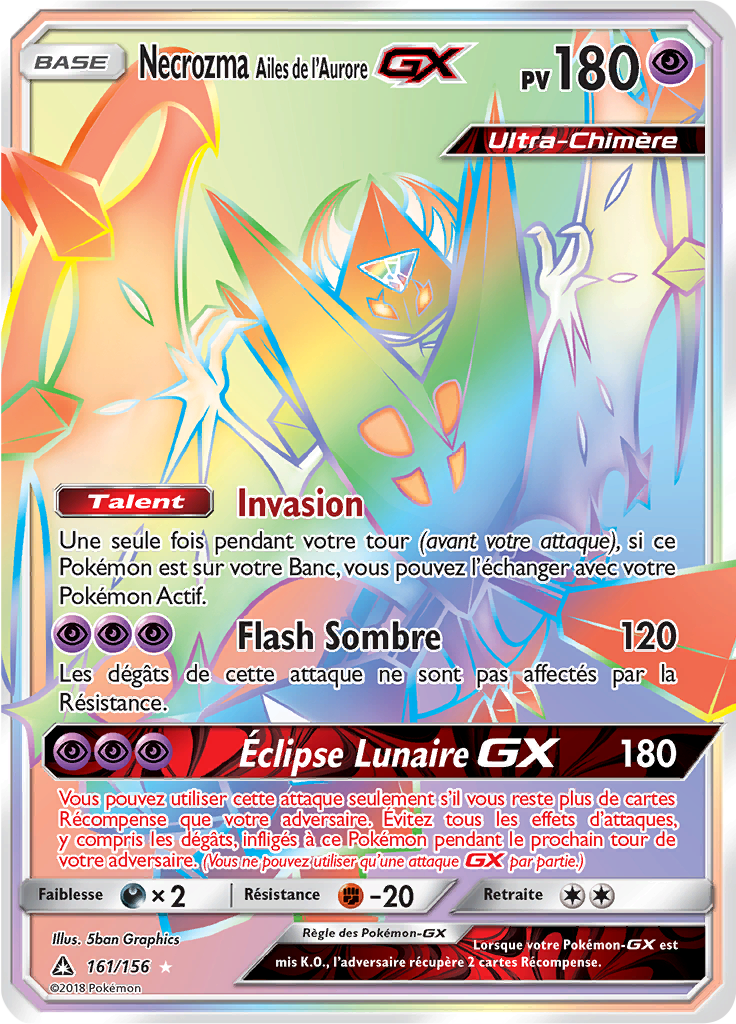 BASE
Necrozma Ailes de l'Aurore GX
PV 180
Ultra-Chimère
Talent Invasion
Une seule fois pendant votre tour (avant votre attaque), si ce
Pokémon est sur votre Banc, vous pouvez l'échanger avec votre
Pokémon Actif.
Flash Sombre 120
Les dégâts de cette attaque ne sont pas affectés par la
Résistance.
Éclipse Lunaire GX 180
Vous pouvez utiliser cette attaque seulement s'il vous reste plus de cartes
Récompense que votre adversaire. Évitez tous les effets d'attaques,
y compris les dégâts, infligés à ce Pokémon pendant le prochain tour de
votre adversaire. (Vous ne pouvez utiliser qu'une attaque GX par partie.)
Faiblesse × 2 Résistance -20 Retraite
Illus. 5ban Graphics
161/156
©2018 Pokémon
Règle des Pokémon-GX
Lorsque votre Pokémon-GX est
mis K.O., l'adversaire récupère 2 cartes Récompense.